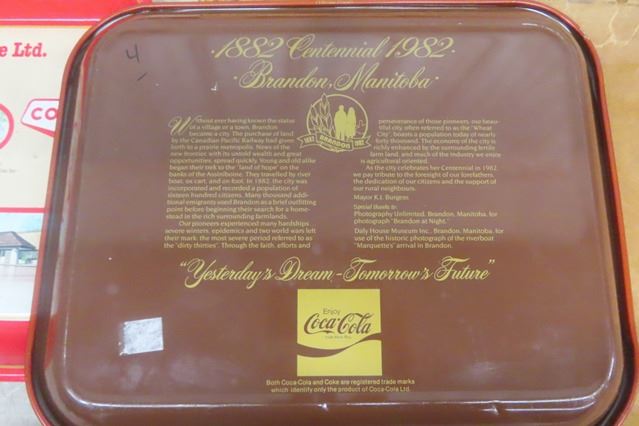 e Ltd.
CO
4
·1882 Centennial 1982·
·Brandon, Manitoba·
1882 BRANDON 1982
Without ever having known the status
of a village or a town, Brandon
became a city. The purchase of land
by the Canadian Pacific Railway had given
birth to a prairie metropolis. News of the
new frontier, with its untold wealth and great
opportunities, spread quickly. Young and old alike
began their trek to the "land of hope" on the
banks of the Assiniboine. They travelled by river
boat, ox cart, and on foot. In 1882, the city was
incorporated and recorded a population of
sixteen hundred citizens. Many thousand addi-
tional emigrants used Brandon as a brief outfitting
point before beginning their search for a home-
stead in the rich surrounding farmlands.
Our pioneers experienced many hardships
severe winters, epidemics and two world wars left
their mark; the most severe period referred to as
the "dirty thirties". Through the faith, efforts and
perseverance of those pioneers, our beau-
tiful city, often referred to as the "Wheat
City", boasts a population today of nearly
forty thousand. The economy of the city is
richly enhanced by the surrounding fertile
farm land, and much of the industry we enjoy
is agricultural oriented.
As the city celebrates her Centennial in 1982,
we pay tribute to the foresight of our forefathers,
the dedication of our citizens and the support of
our rural neighbours.
Mayor K.J. Burgess
Special thanks to:
Photography Unlimited, Brandon, Manitoba, for
photograph "Brandon at Night."
Daly House Museum Inc., Brandon, Manitoba, for
use of the historic photograph of the riverboat
"Marquette's" arrival in Brandon.
"Yesterday's Dream - Tomorrow's Future"
Enjoy
Coca-Cola
Trade Mark Reg.
Both Coca-Cola and Coke are registered trade marks
which identify only the product of Coca-Cola Ltd.